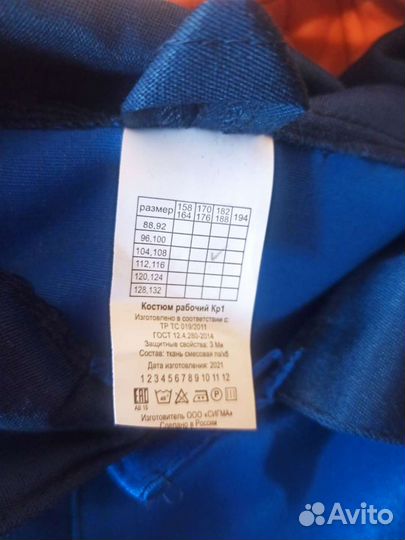 размер 158 164 170 176 182 188 194
88,92
96,100
104,108
112,116
120,124
128,132
Костюм рабочий Кр1
Изготовлено в соответствии с:
ТР ТС 019/2011
ГОСТ 12.4.280-2014
Защитные свойства: З Ми
Состав: ткань смесовая пл/хб
Дата изготовления: 2021
1 2 3 4 5 6 7 8 9 10 11 12
EAC
Изготовитель ООО «СИГМА»
Сделано в России
Avito